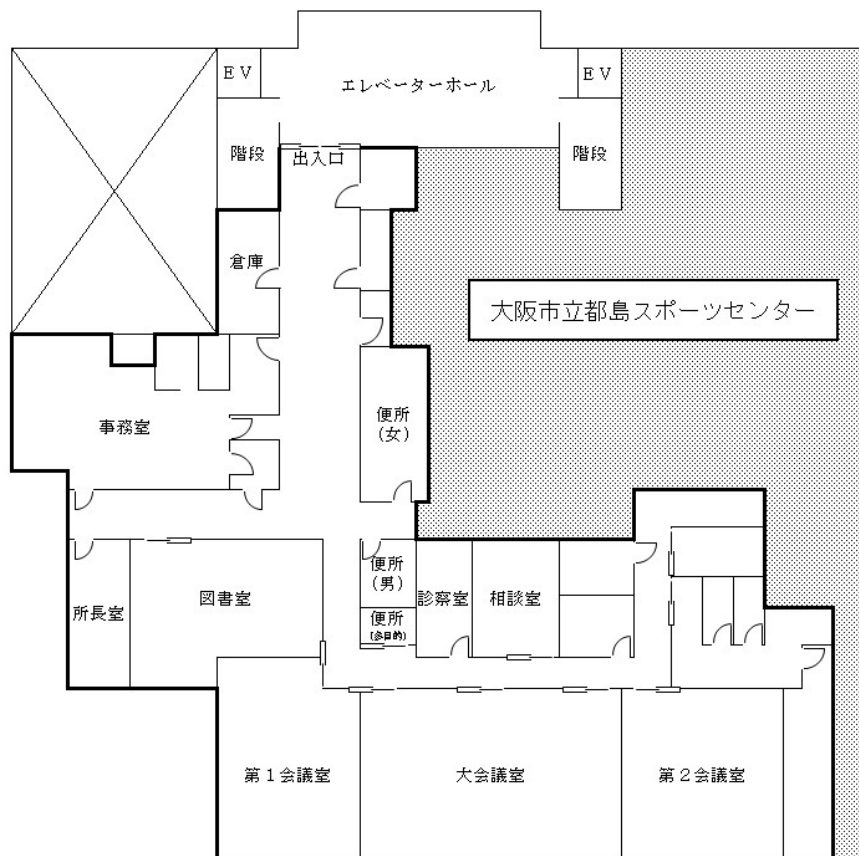 ＥＶ
エレベーターホール
ＥＶ
階段
出入口
階段
倉庫
大阪市立都島スポーツセンター
事務室
便所
(女)
便所
(男)
所長室
図書室
診察室
相談室
便所
(多目的)
第１会議室
大会議室
第２会議室